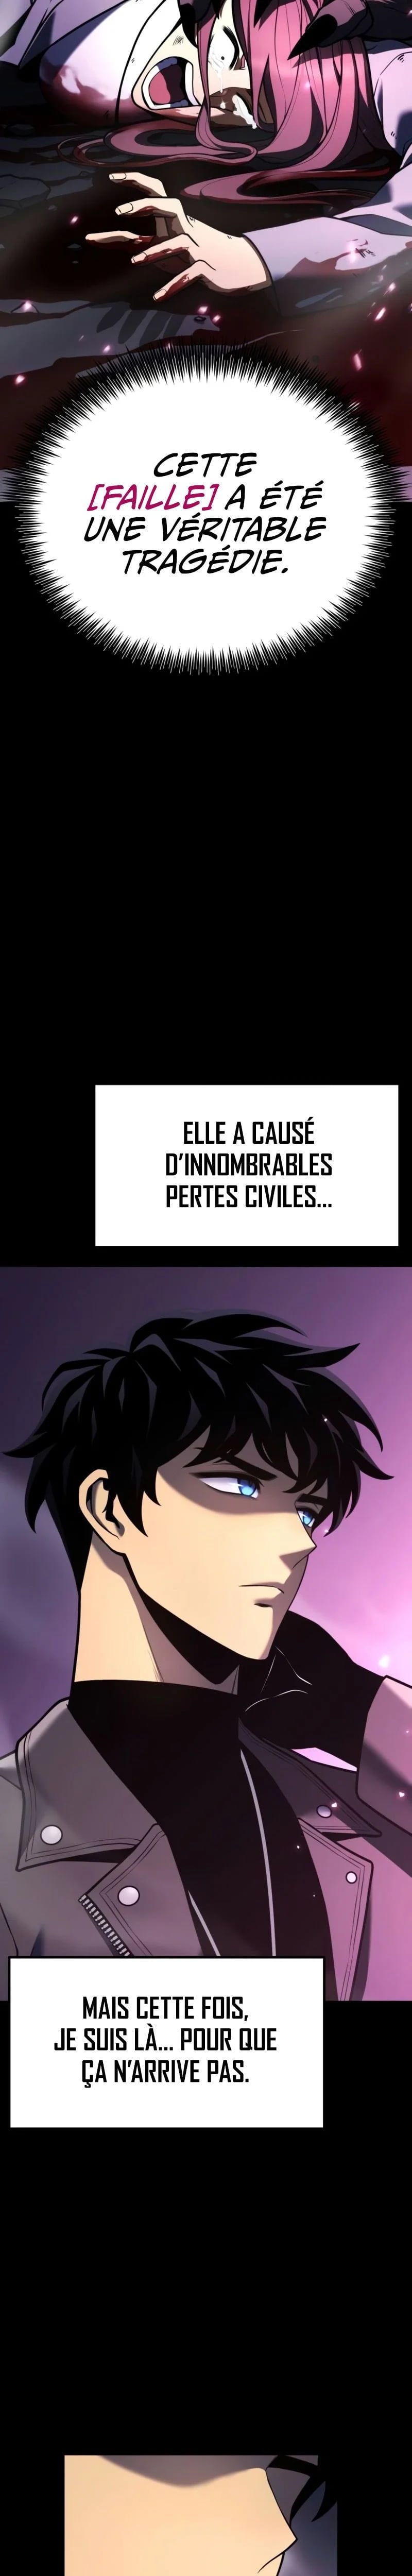 CETTE
[FAILLE] A ÉTÉ
UNE VÉRITABLE
TRAGÉDIE.
ELLE A CAUSÉ
D'INNOMBRABLES
PERTES CIVILES...
MAIS CETTE FOIS,
JE SUIS LÀ... POUR QUE
ÇA N'ARRIVE PAS.